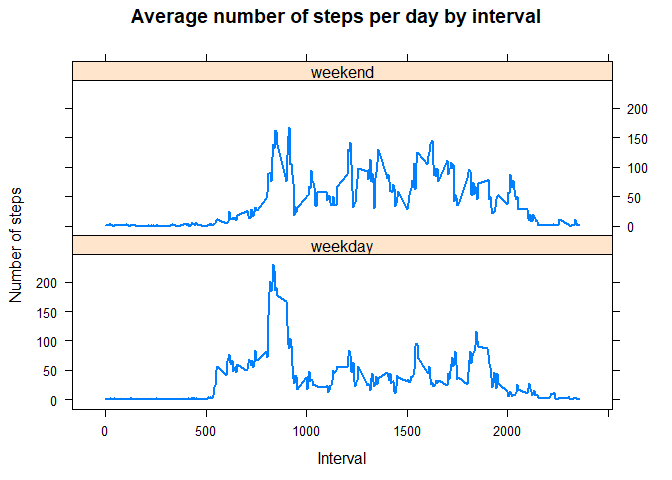 Average number of steps per day by interval
weekend
200
150
100
50
0
Number of steps
weekday
200
150
100
50
0
0 500 1000 1500 2000
Interval